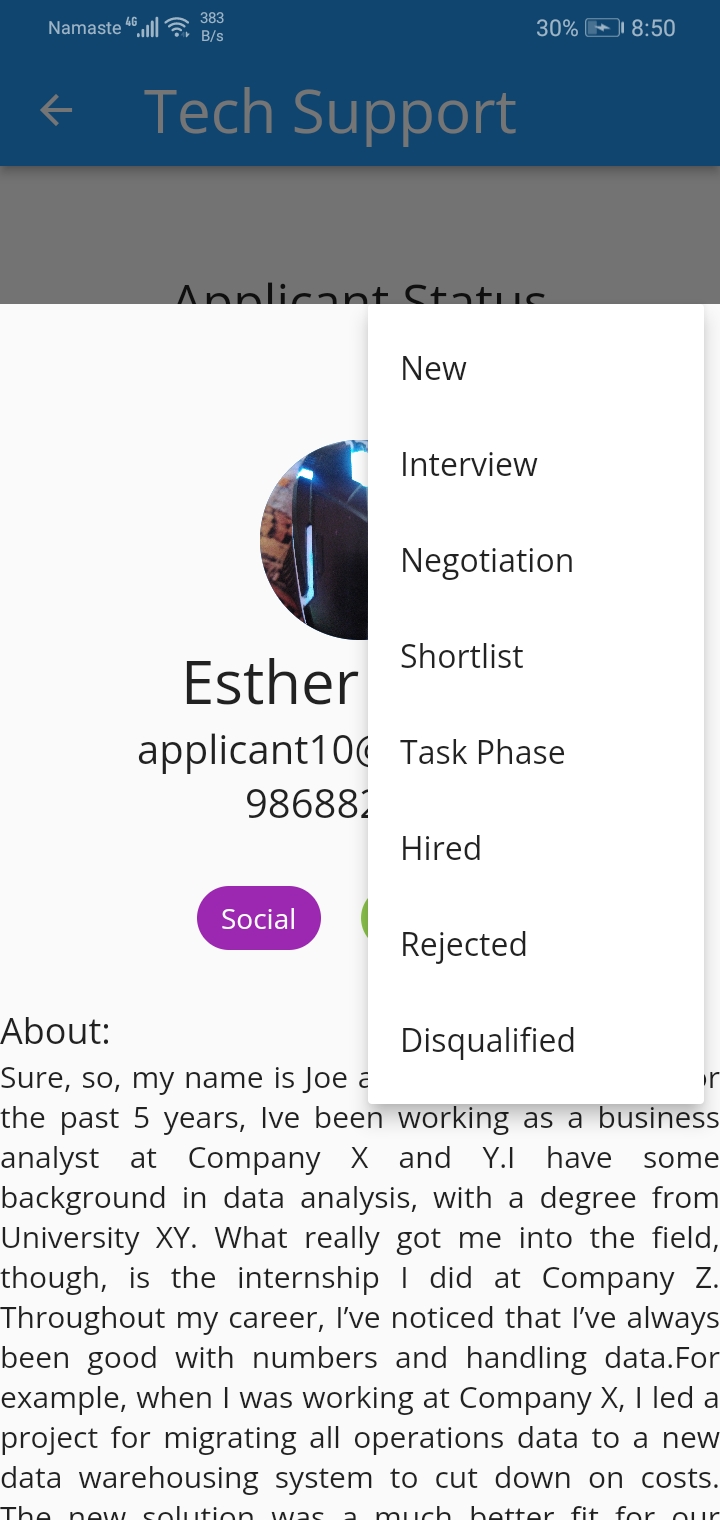 Namaste 4G 383 B/s 30% 8:50
Tech Support
Applicant Status
New
Interview
Negotiation
Shortlist
Esther
Task Phase
applicant10@
98688
Hired
Social
Rejected
Disqualified
About:
Sure, so, my name is Joe
the past 5 years, Ive been working as a business
analyst at Company X and Y.I have some
background in data analysis, with a degree from
University XY. What really got me into the field,
though, is the internship I did at Company Z.
Throughout my career, I’ve noticed that I’ve always
been good with numbers and handling data.For
example, when I was working at Company X, I led a
project for migrating all operations data to a new
data warehousing system to cut down on costs.
The new solution was a much better fit for our